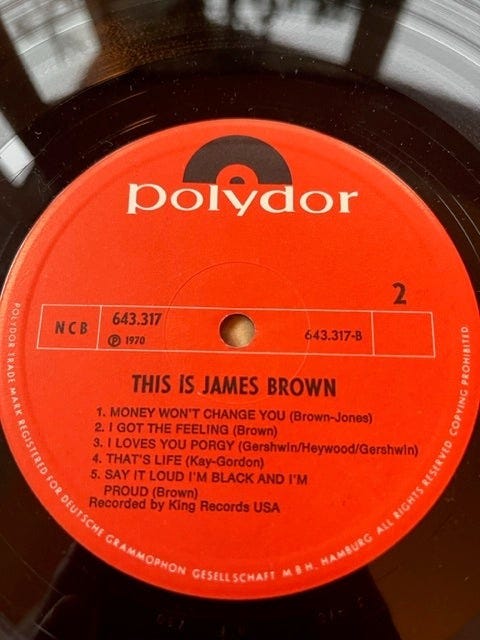 polydor
2
NCB
643.317
℗ 1970
643.317-B
THIS IS JAMES BROWN
1. MONEY WON'T CHANGE YOU (Brown-Jones)
2. I GOT THE FEELING (Brown)
3. I LOVES YOU PORGY (Gershwin/Heywood/Gershwin)
4. THAT'S LIFE (Kay-Gordon)
5. SAY IT LOUD I'M BLACK AND I'M
PROUD (Brown)
Recorded by King Records USA
POLYDOR TRADE MARK REGISTERED FOR DEUTSCHE GRAMMOPHON GESELLSCHAFT M B H. HAMBURG ALL RIGHTS RESERVED COPYING PROHIBITED